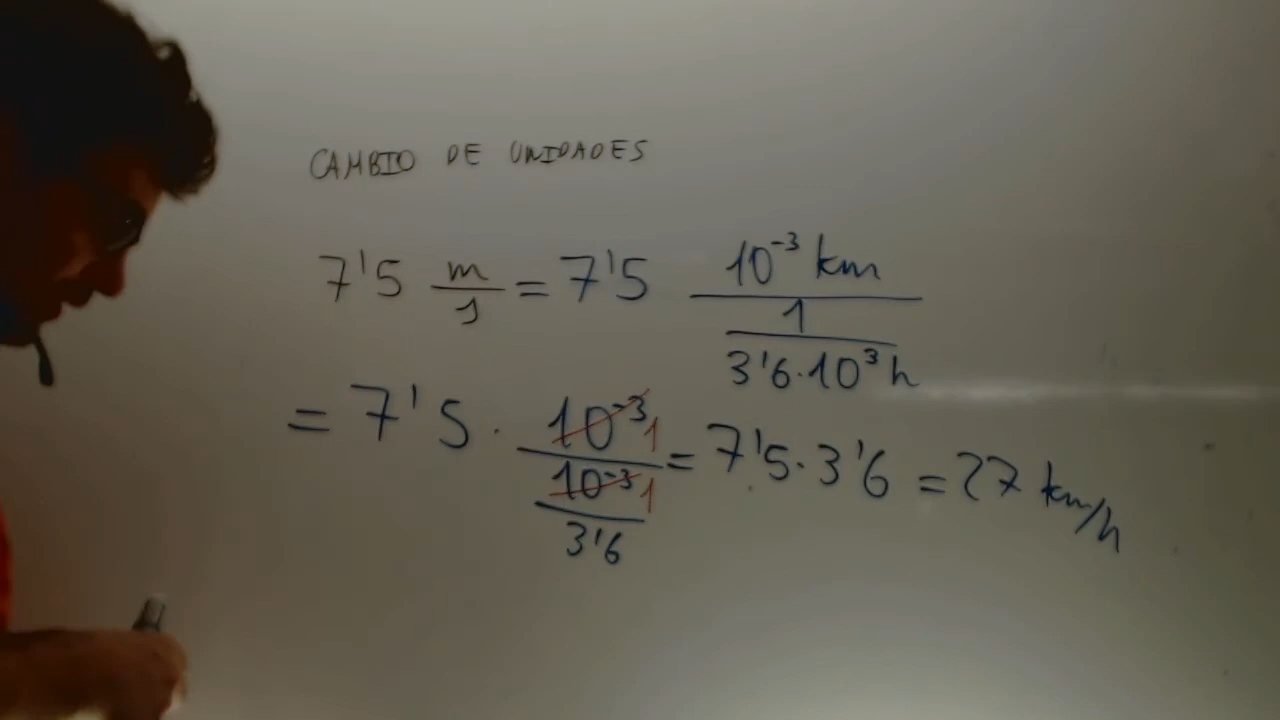 CAMBIO DE UNIDADES
7'5 m/s = 7'5 10⁻³ km / (1 / 3'6·10³ h)
= 7'5 · 10⁻³ 1 / (10⁻³ 1 / 3'6) = 7'5·3'6 = 27 km/h